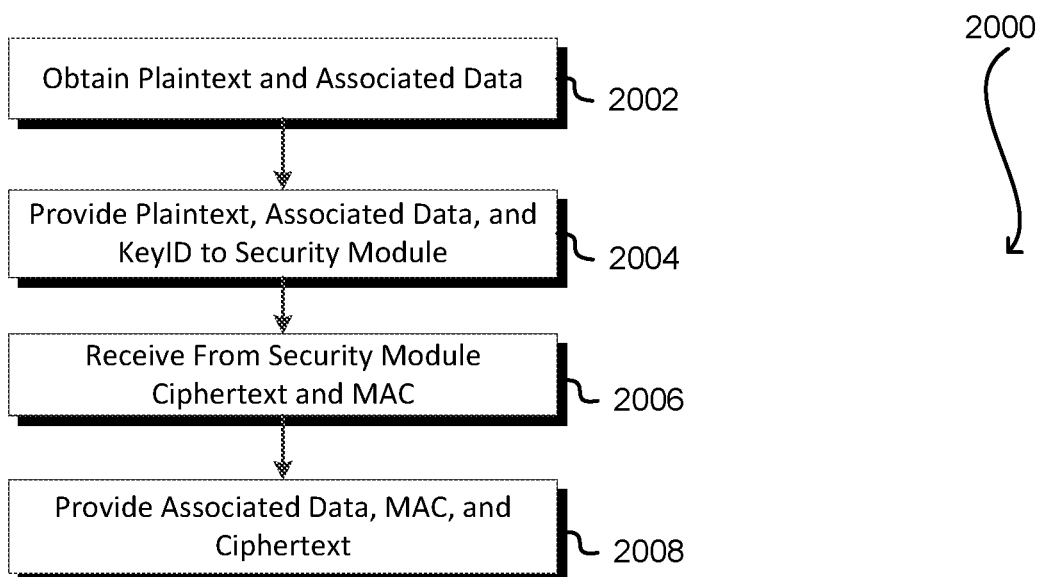 2000
Obtain Plaintext and Associated Data
2002
Provide Plaintext, Associated Data, and
KeyID to Security Module
2004
Receive From Security Module
Ciphertext and MAC
2006
Provide Associated Data, MAC, and
Ciphertext
2008